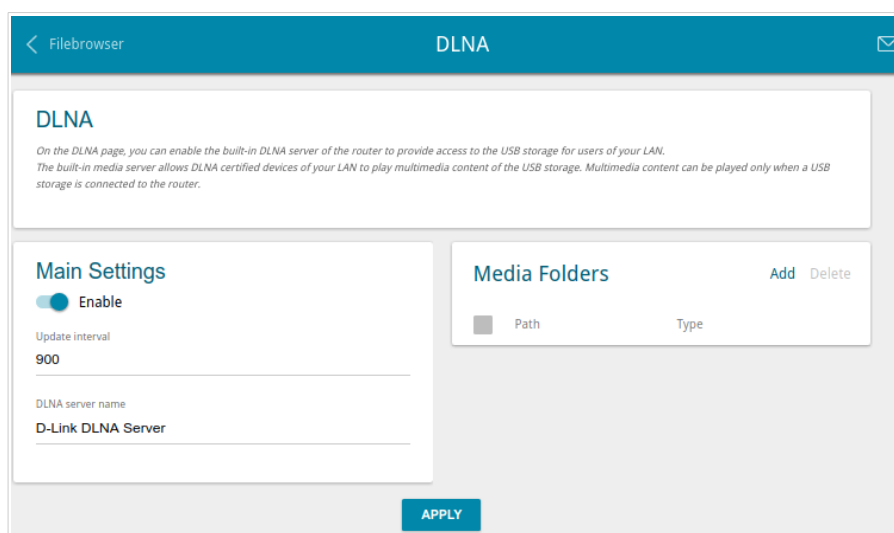 Filebrowser
DLNA
DLNA
On the DLNA page, you can enable the built-in DLNA server of the router to provide access to the USB storage for users of your LAN.
The built-in media server allows DLNA certified devices of your LAN to play multimedia content of the USB storage. Multimedia content can be played only when a USB
storage is connected to the router.
Main Settings
Enable
Update interval
900
DLNA server name
D-Link DLNA Server
Media Folders
Add Delete
Path Type
APPLY